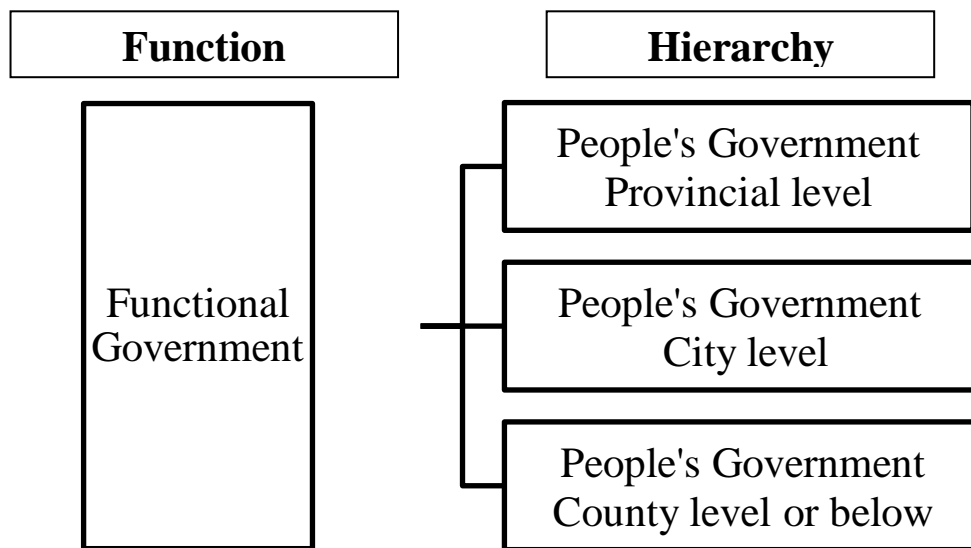 Function
Hierarchy
Functional
Government
People's Government
Provincial level
People's Government
City level
People's Government
County level or below